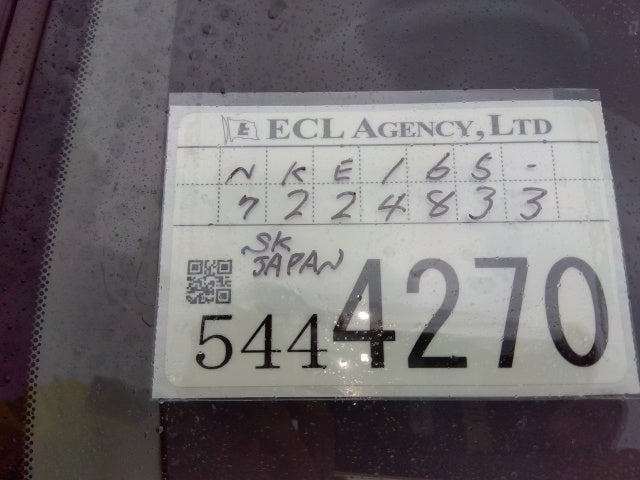 E ECL AGENCY, LTD
NKE165-
7224833
SK
JAPAN
5444270